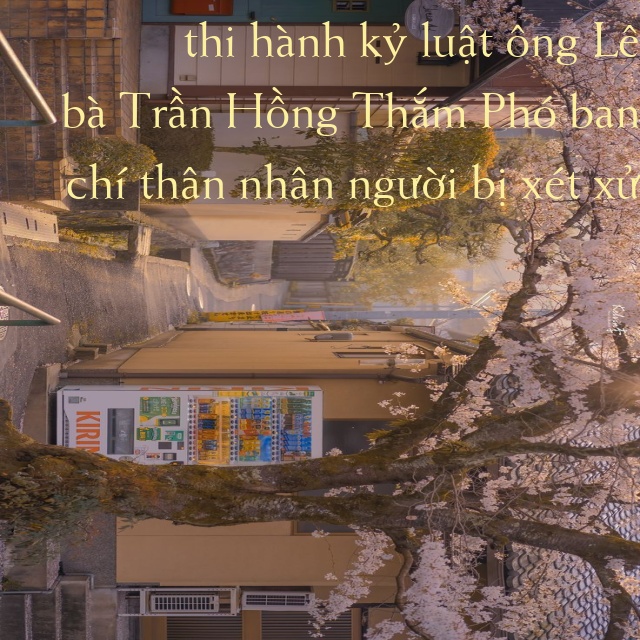 thi hành kỷ luật ông Lê
bà Trần Hồng Thắm Phó ban
chí thân nhân người bị xét xử
KIRIN